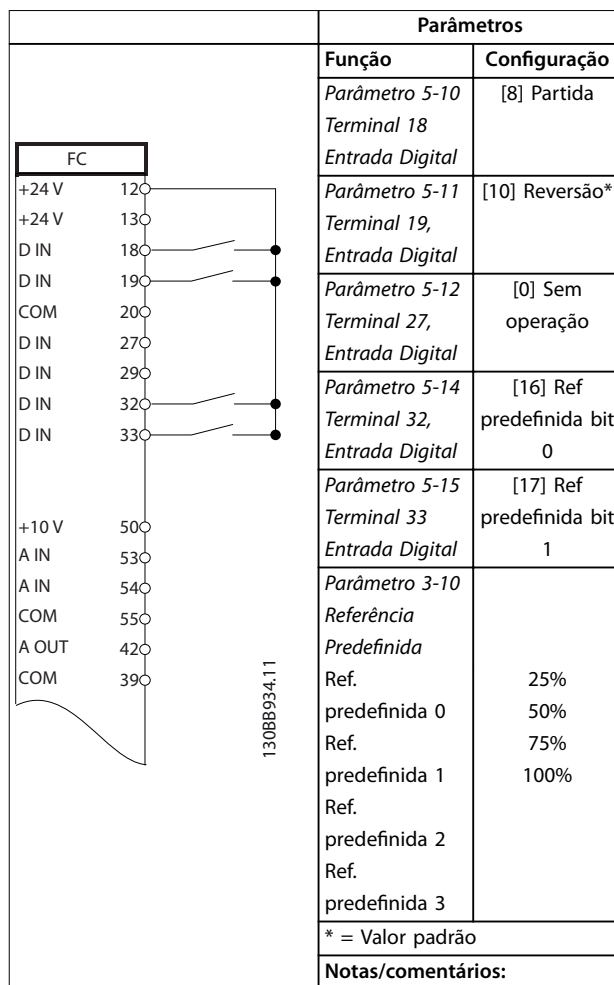 Parâmetros
Função Configuração
Parâmetro 5-10 [8] Partida
Terminal 18
Entrada Digital
Parâmetro 5-11 [10] Reversão*
Terminal 19,
Entrada Digital
Parâmetro 5-12 [0] Sem
Terminal 27, operação
Entrada Digital
Parâmetro 5-14 [16] Ref
Terminal 32, predefinida bit
Entrada Digital 0
Parâmetro 5-15 [17] Ref
Terminal 33 predefinida bit
Entrada Digital 1
Parâmetro 3-10
Referência
Predefinida
Ref. 25%
predefinida 0 50%
Ref. 75%
predefinida 1 100%
Ref.
predefinida 2
Ref.
predefinida 3
* = Valor padrão
Notas/comentários:
FC
+24 V 12
+24 V 13
D IN 18
D IN 19
COM 20
D IN 27
D IN 29
D IN 32
D IN 33
+10 V 50
A IN 53
A IN 54
COM 55
A OUT 42
COM 39
130BB934.11